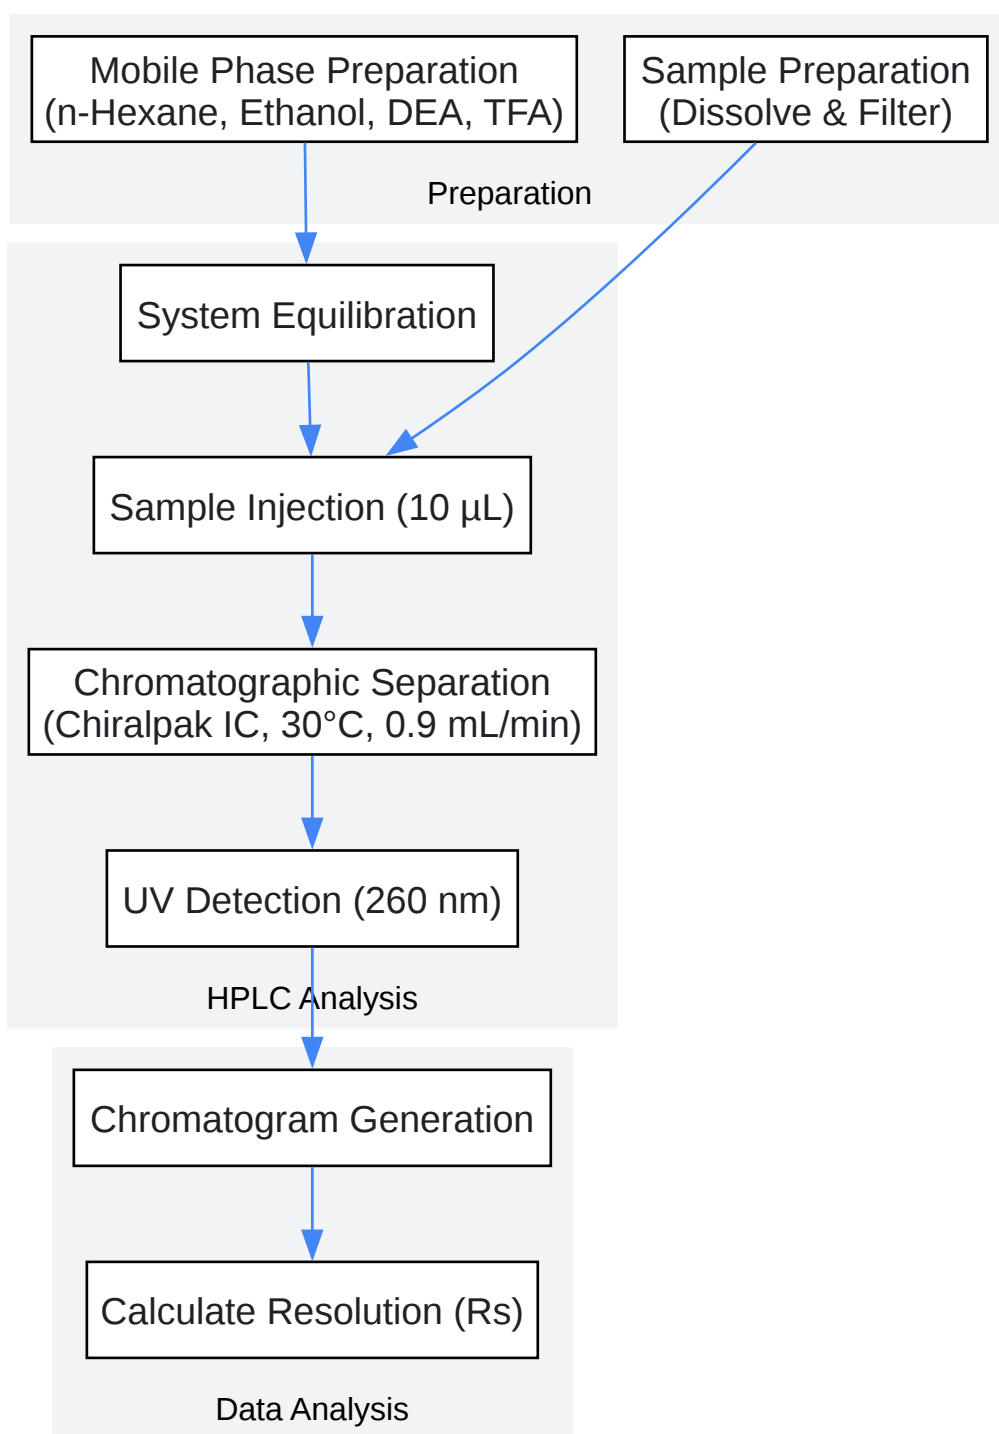 Mobile Phase Preparation
(n-Hexane, Ethanol, DEA, TFA)
Sample Preparation
(Dissolve & Filter)
Preparation
System Equilibration
Sample Injection (10 µL)
Chromatographic Separation
(Chiralpak IC, 30°C, 0.9 mL/min)
UV Detection (260 nm)
HPLC Analysis
Chromatogram Generation
Calculate Resolution (Rs)
Data Analysis